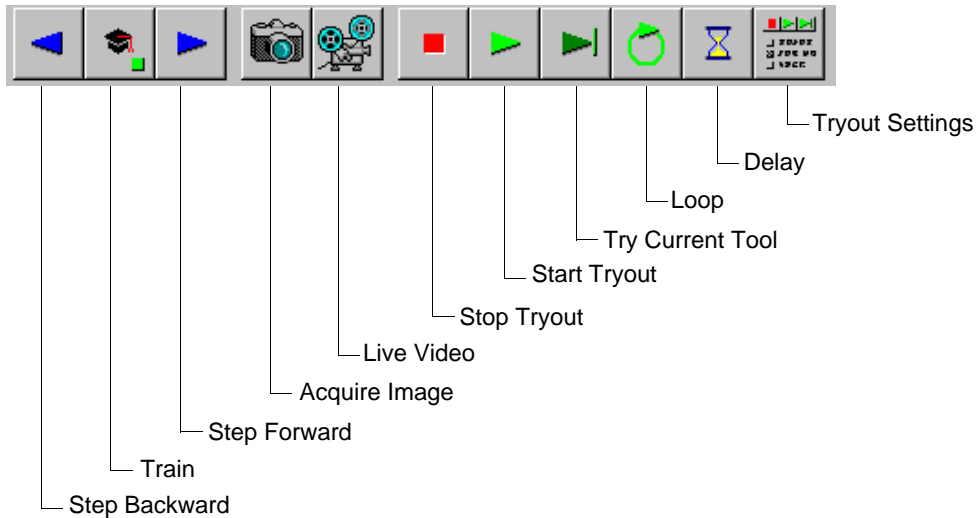 Tryout Settings
Delay
Loop
Try Current Tool
Start Tryout
Stop Tryout
Live Video
Acquire Image
Step Forward
Train
Step Backward